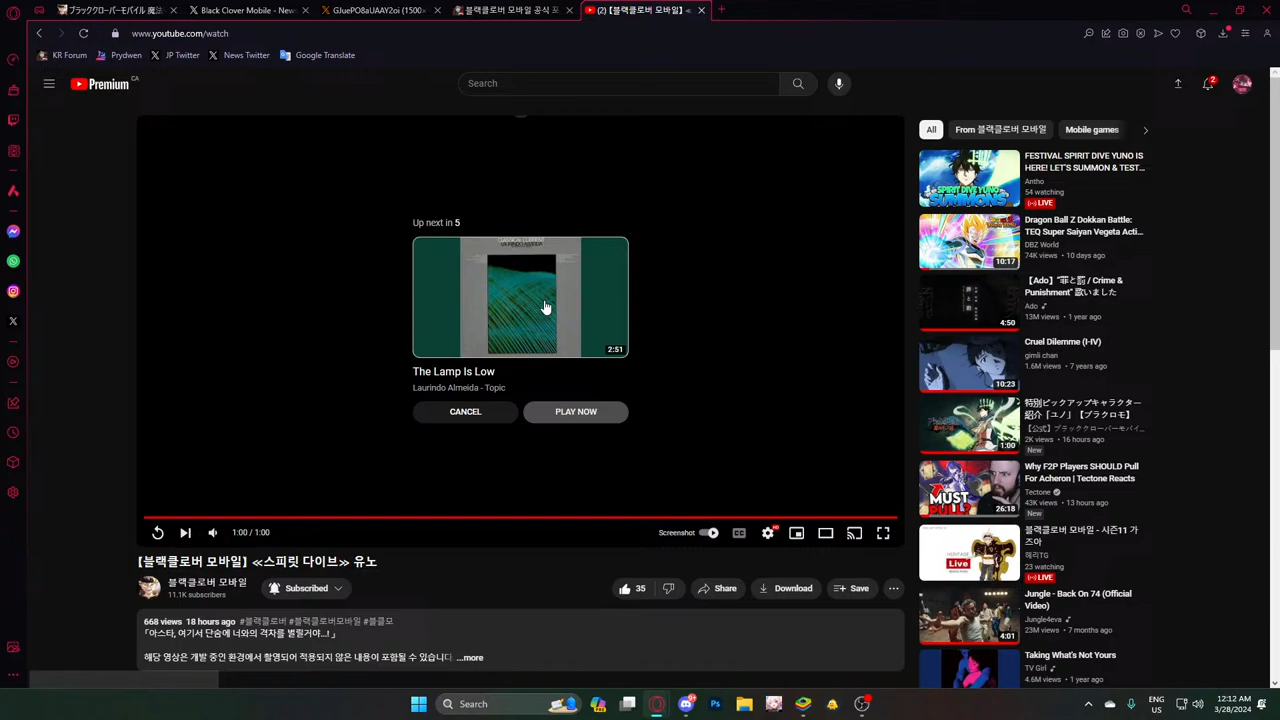 ブラッククローバーモバイル 魔法
Black Clover Mobile - News
GJuePO8aUAAY2oi (1500×
블랙클로버 모바일 공식 포
(2)【블랙클로버 모바일】≪
www.youtube.com/watch
KR Forum
Prydwen
JP Twitter
News Twitter
Google Translate
Premium
CA
Search
2
Up next in 5
2:51
The Lamp Is Low
Laurindo Almeida - Topic
CANCEL
PLAY NOW
1:00 / 1:00
Screenshot
HD
【블랙클로버 모바일】≪스피릿 다이브≫ 유노
블랙클로버 모바일
11.1K subscribers
Subscribed
35
Share
Download
Save
668 views 18 hours ago #블랙클로버 #블랙클로버모바일 #블클모
「아스타, 여기서 단숨에 너와의 격차를 벌릴거야...!」
해당 영상은 개발 중인 환경에서 촬영되어 적용되지 않은 내용이 포함될 수 있습니다 ...more
All
From 블랙클로버 모바일
Mobile games
SPIRIT DIVE YUNO
SUMMONS
FESTIVAL SPIRIT DIVE YUNO IS
HERE! LET'S SUMMON & TEST...
Antho
54 watching
LIVE
10:17
Dragon Ball Z Dokkan Battle:
TEQ Super Saiyan Vegeta Acti...
DBZ World
74K views • 10 days ago
4:50
【Ado】"罪と罰 / Crime &
Punishment" 歌いました
Ado
13M views • 1 year ago
10:23
Cruel Dilemme (I-IV)
gimli chan
1.6M views • 7 years ago
1:00
特別ピックアップキャラクター
紹介「ユノ」【ブラクロモ】
【公式】ブラッククローバーモバイ...
2K views • 16 hours ago
New
MUST
PULL?
26:18
Why F2P Players SHOULD Pull
For Acheron | Tectone Reacts
Tectone
43K views • 13 hours ago
New
HERITAGE
Live
블랙클로버 모바일 - 시즌11 가
즈아
해리TG
23 watching
LIVE
4:01
Jungle - Back On 74 (Official
Video)
Jungle4eva
23M views • 7 months ago
Taking What's Not Yours
TV Girl
4.6M views • 1 year ago
Search
ENG
US
12:12 AM
3/28/2024